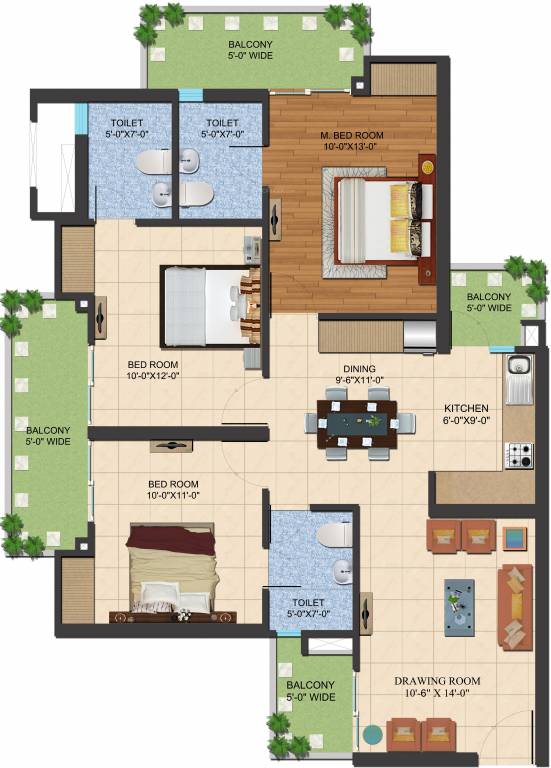 BALCONY
5'-0" WIDE
TOILET
5'-0"X7'-0"
TOILET
5'-0"X7'-0"
M. BED ROOM
10'-0"X13'-0"
BALCONY
5'-0" WIDE
BED ROOM
10'-0"X12'-0"
DINING
9'-6"X11'-0"
KITCHEN
6'-0"X9'-0"
BALCONY
5'-0" WIDE
BED ROOM
10'-0"X11'-0"
TOILET
5'-0"X7'-0"
BALCONY
5'-0" WIDE
DRAWING ROOM
10'-6" X 14'-0"